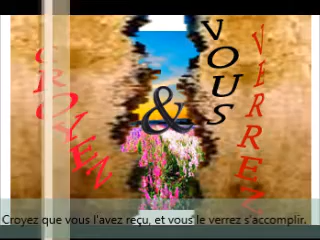 CROYEZ
&
VOUS
VERREZ
Croyez que vous l'avez reçu, et vous le verrez s'accomplir.